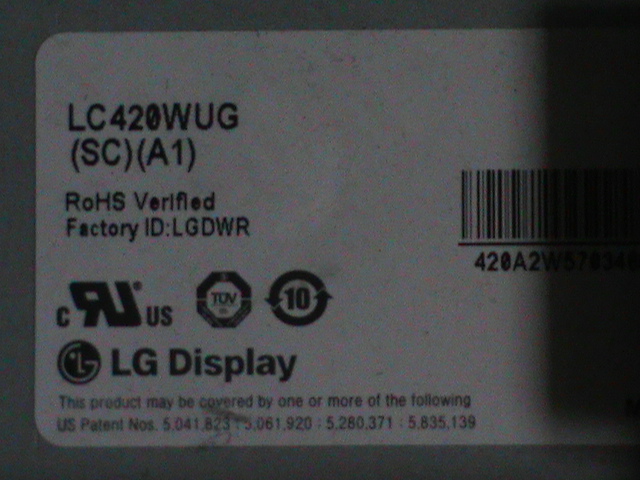 LC420WUG
(SC)(A1)
RoHS Verified
Factory ID:LGDWR
420A2W570340
c RU US TÜV 10
LG Display
This product may be covered by one or more of the following
US Patent Nos. 5,041,823 : 5,061,920 : 5,280,371 : 5,835,139